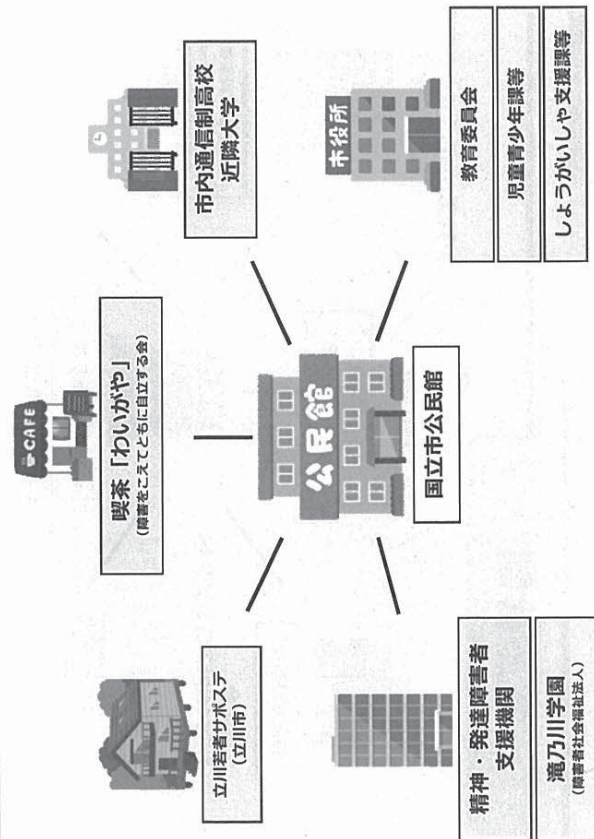 CAFE
喫茶「わいがや」
(障害をこえてともに自立する会)
立川若者サポステ
(立川市)
市内通信制高校
近隣大学
公民館
国立市公民館
精神・発達障害者
支援機関
滝乃川学園
(障害者社会福祉法人)
市役所
教育委員会
児童青少年課等
しょうがいしゃ支援課等